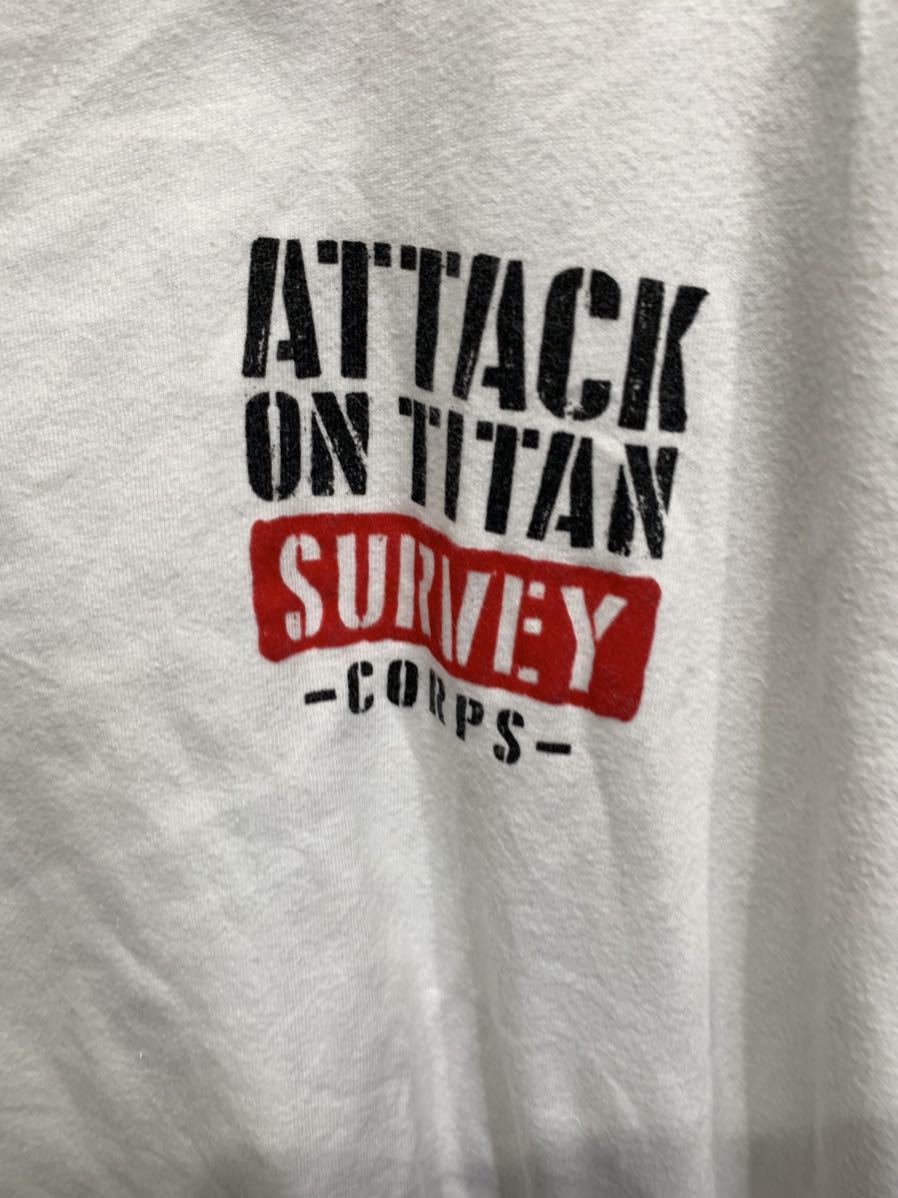 ATTACK
ON TITAN
SURVEY
-CORPS-